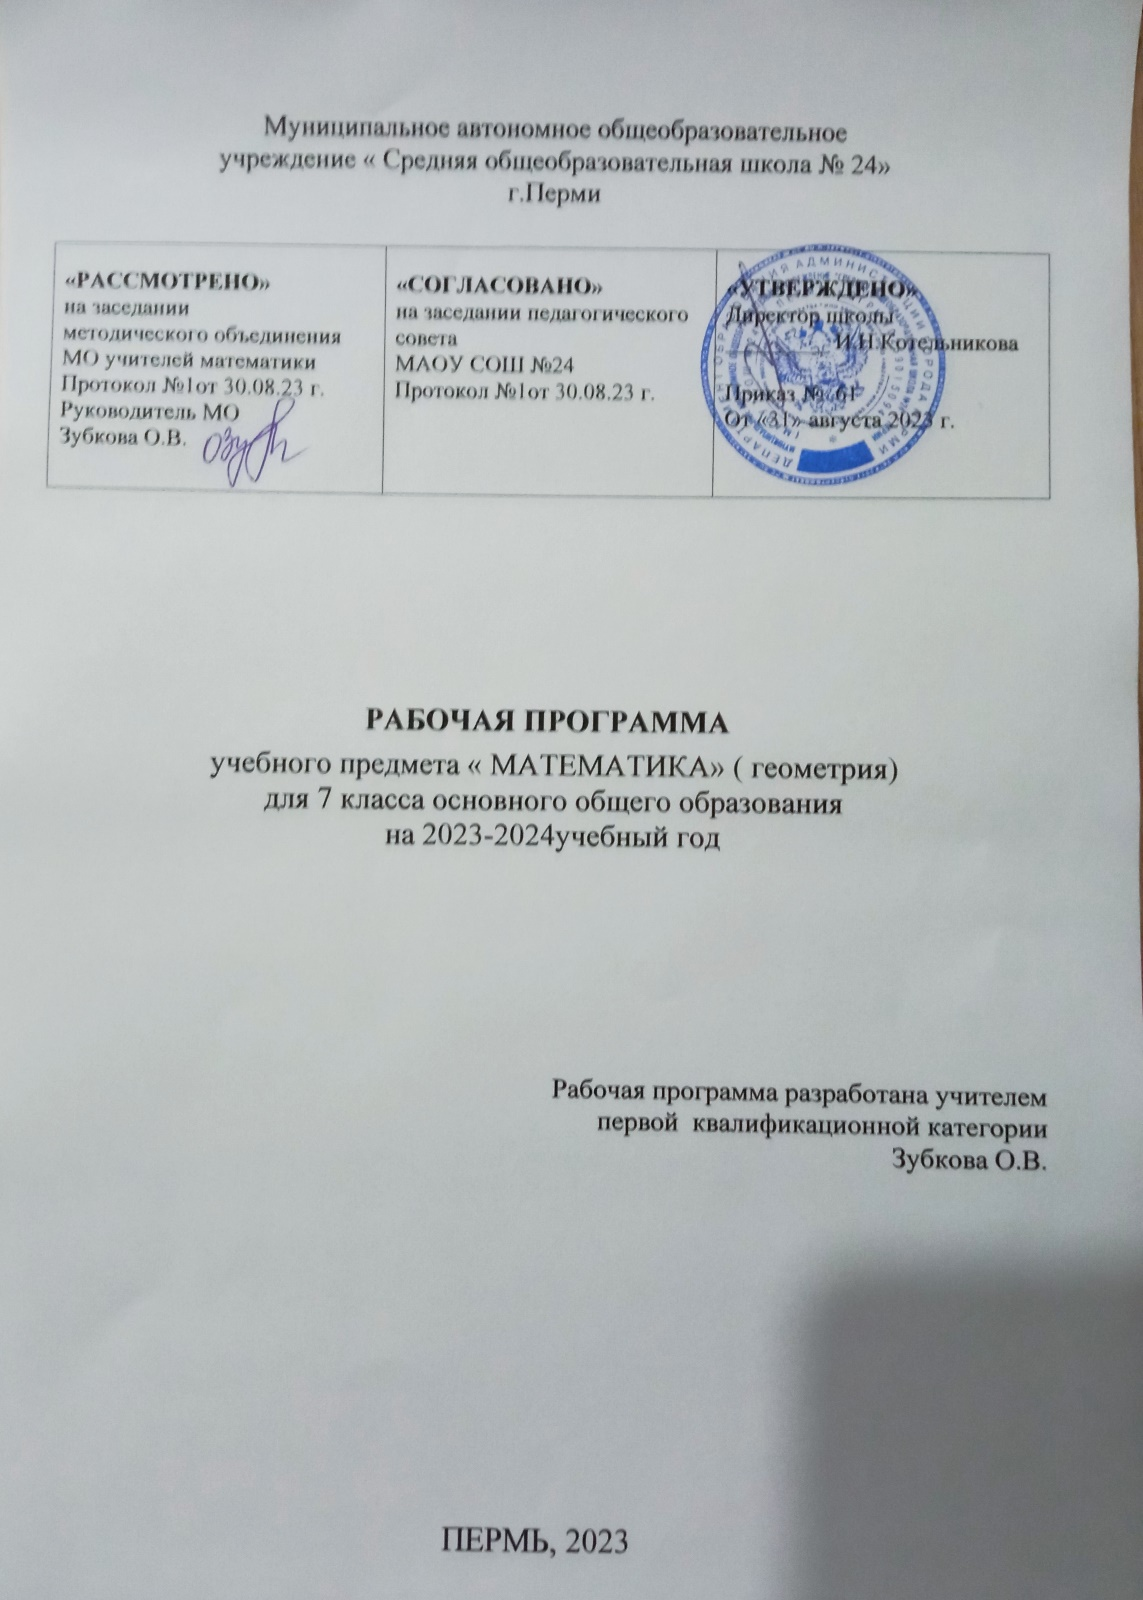 Муниципальное автономное общеобразовательное
учреждение « Средняя общеобразовательная школа № 24»
г.Перми
«РАССМОТРЕНО»
на заседании
методического объединения
МО учителей математики
Протокол №1от 30.08.23 г.
Руководитель МО
Зубкова О.В.
«СОГЛАСОВАНО»
на заседании педагогического
совета
МАОУ СОШ №24
Протокол №1от 30.08.23 г.
«УТВЕРЖДЕНО»
Директор школы
И.Н.Котельникова
Приказ № 61
От «31» августа 2023 г.
РАБОЧАЯ ПРОГРАММА
учебного предмета « МАТЕМАТИКА» ( геометрия)
для 7 класса основного общего образования
на 2023-2024учебный год
Рабочая программа разработана учителем
первой  квалификационной категории
Зубкова О.В.
ПЕРМЬ, 2023